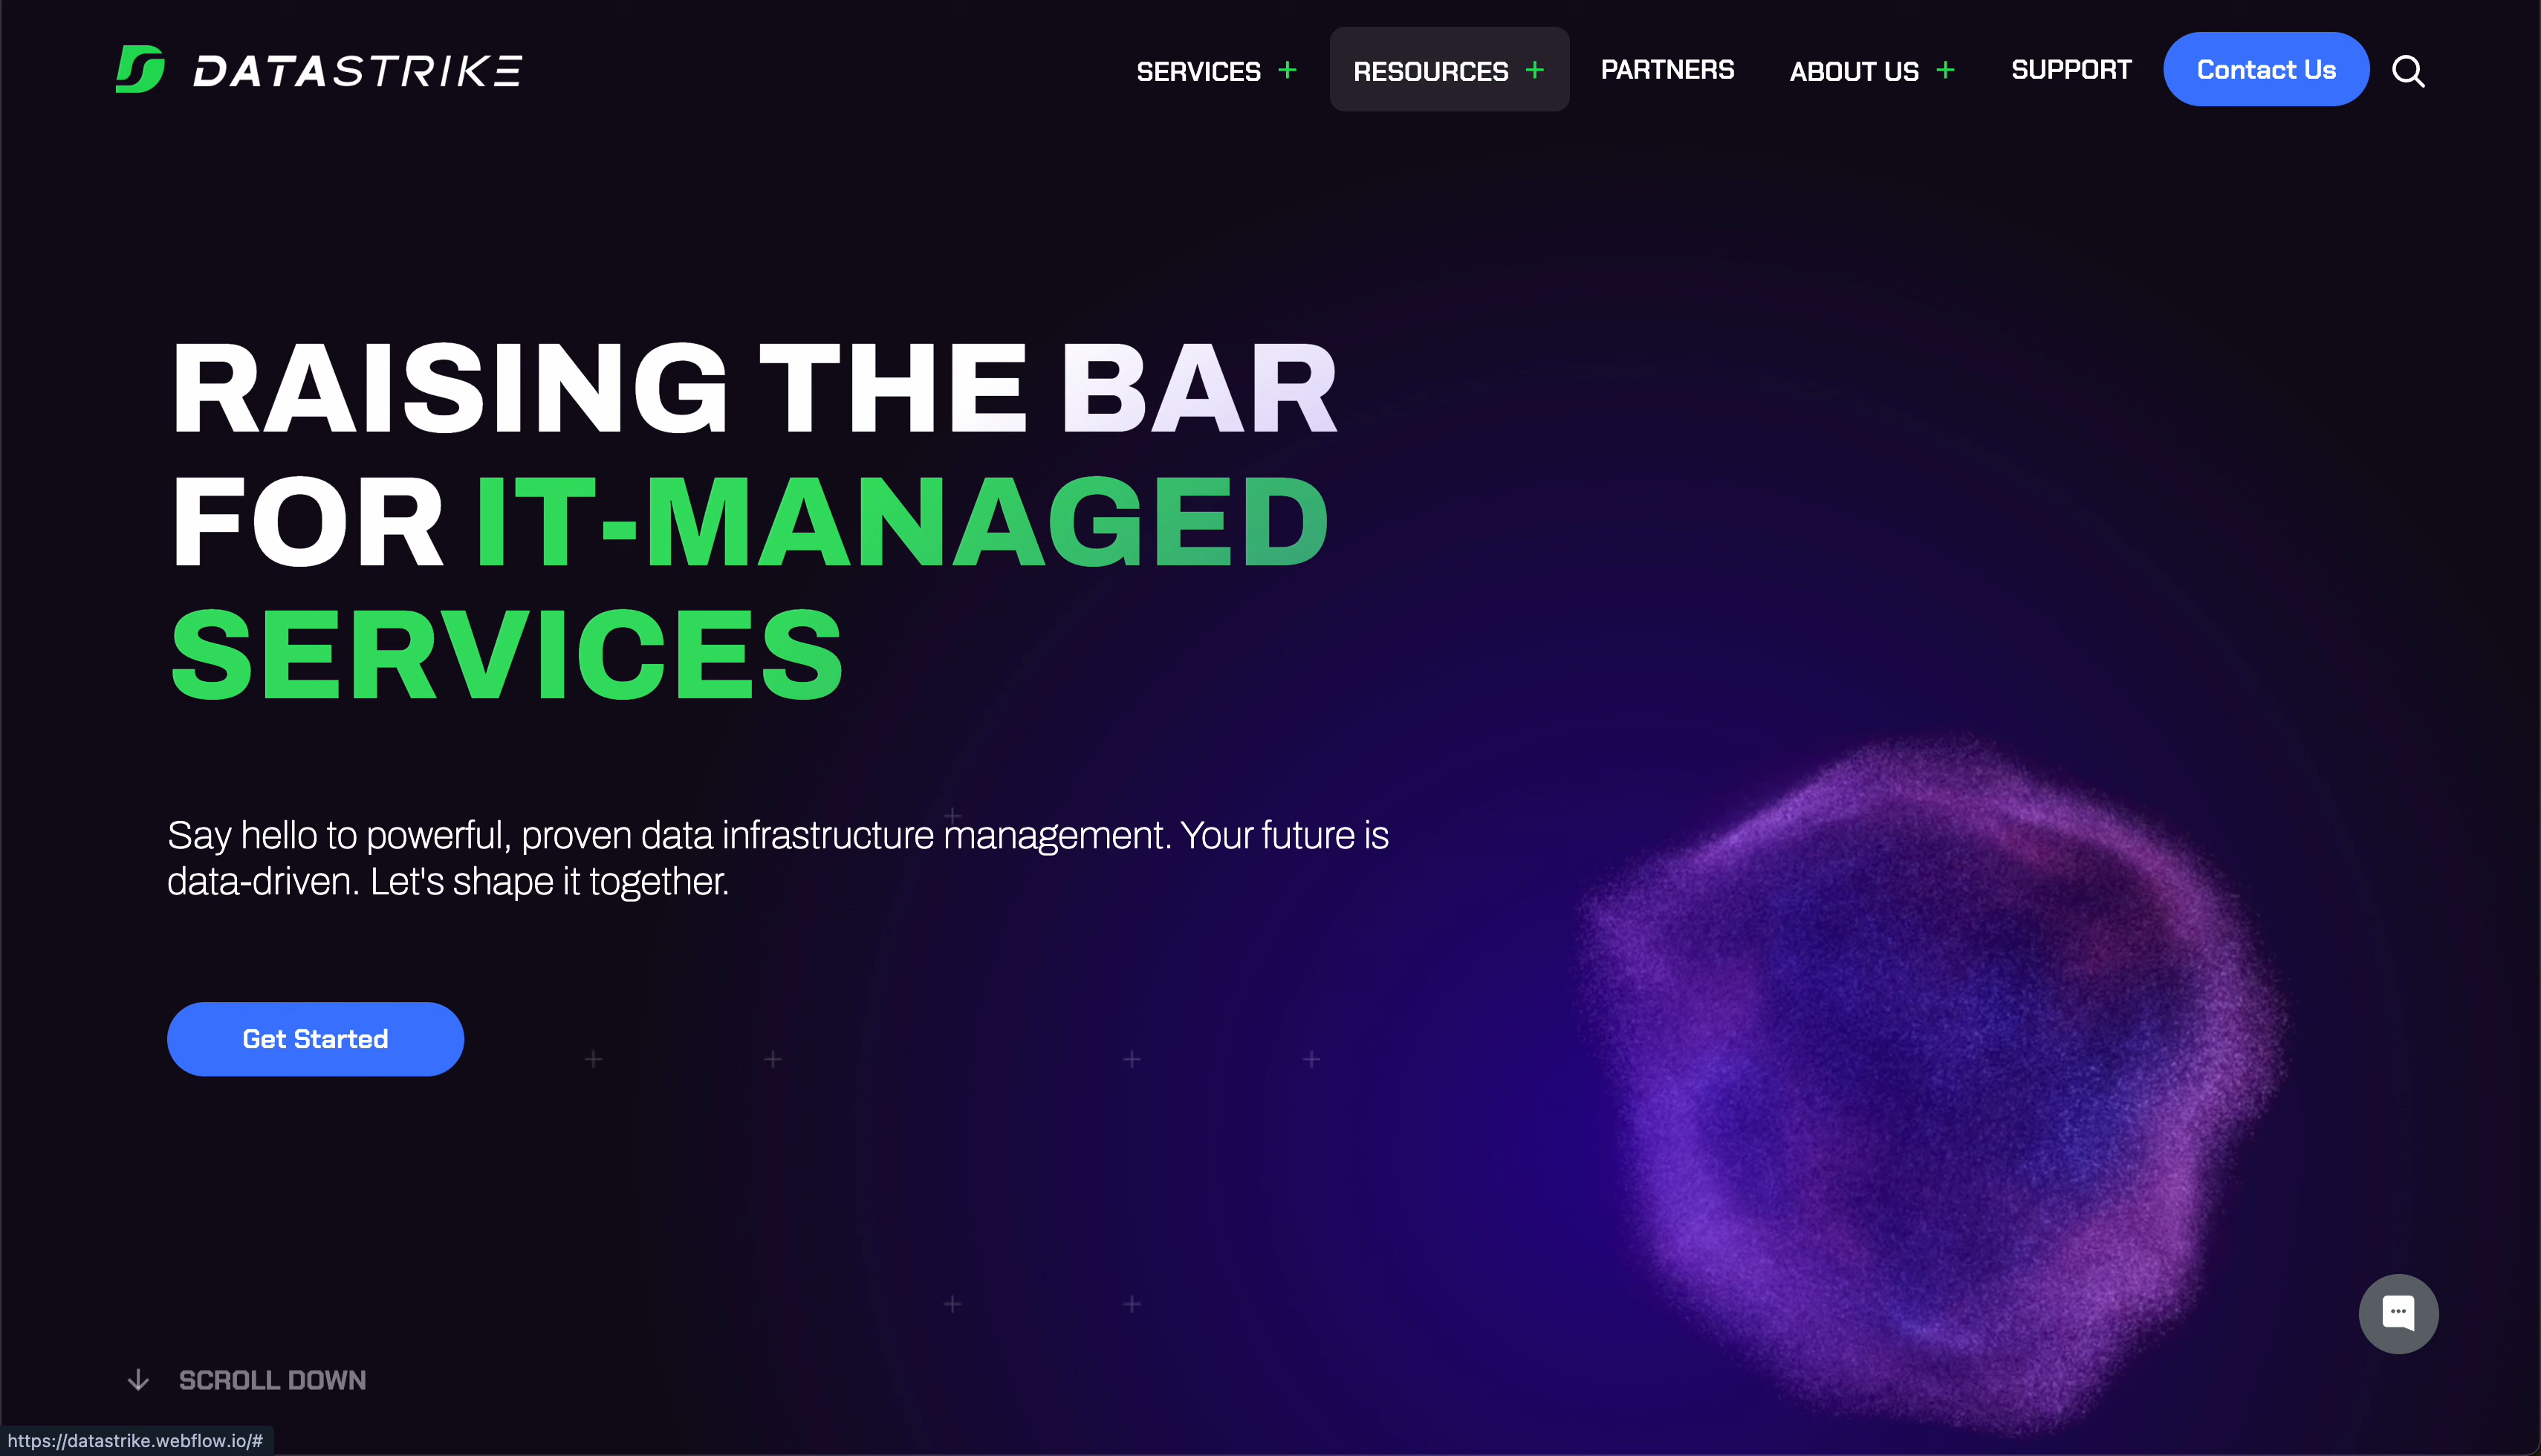 DATASTRIKE
SERVICES +
RESOURCES +
PARTNERS
ABOUT US +
SUPPORT
Contact Us
RAISING THE BAR
FOR IT-MANAGED
SERVICES
Say hello to powerful, proven data infrastructure management. Your future is
data-driven. Let's shape it together.
Get Started
SCROLL DOWN
https://datastrike.webflow.io/#